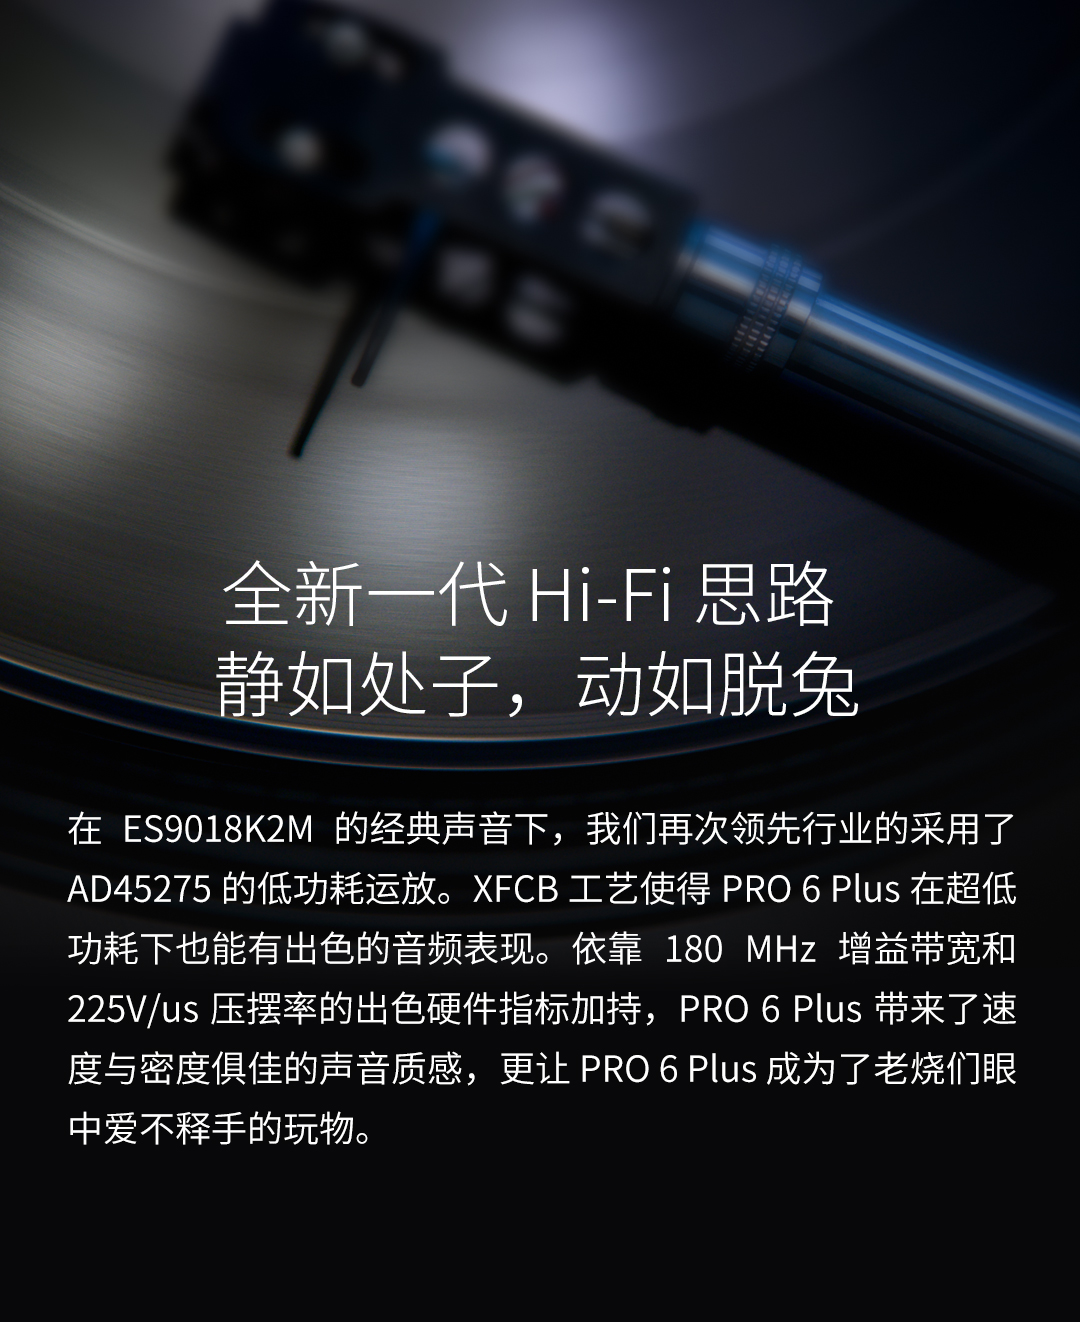 全新一代 Hi-Fi 思路
静如处子，动如脱兔
在 ES9018K2M 的经典声音下，我们再次领先行业的采用了
AD45275 的低功耗运放。XFCB 工艺使得 PRO 6 Plus 在超低
功耗下也能有出色的音频表现。依靠 180 MHz 增益带宽和
225V/us 压摆率的出色硬件指标加持，PRO 6 Plus 带来了速
度与密度俱佳的声音质感，更让 PRO 6 Plus 成为了老烧们眼
中爱不释手的玩物。